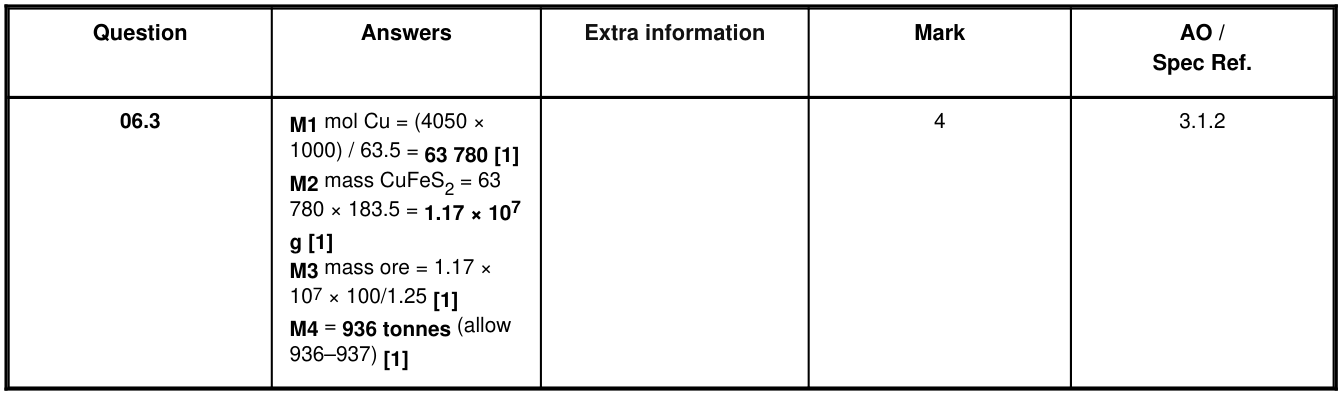 Question Answers Extra information Mark AO /
Spec Ref.
06.3 M1 mol Cu = (4050 × 4 3.1.2
1000) / 63.5 = 63 780 [1]
M2 mass CuFeS2 = 63
780 × 183.5 = 1.17 × 10⁷
g [1]
M3 mass ore = 1.17 ×
10⁷ × 100/1.25 [1]
M4 = 936 tonnes (allow
936–937) [1]